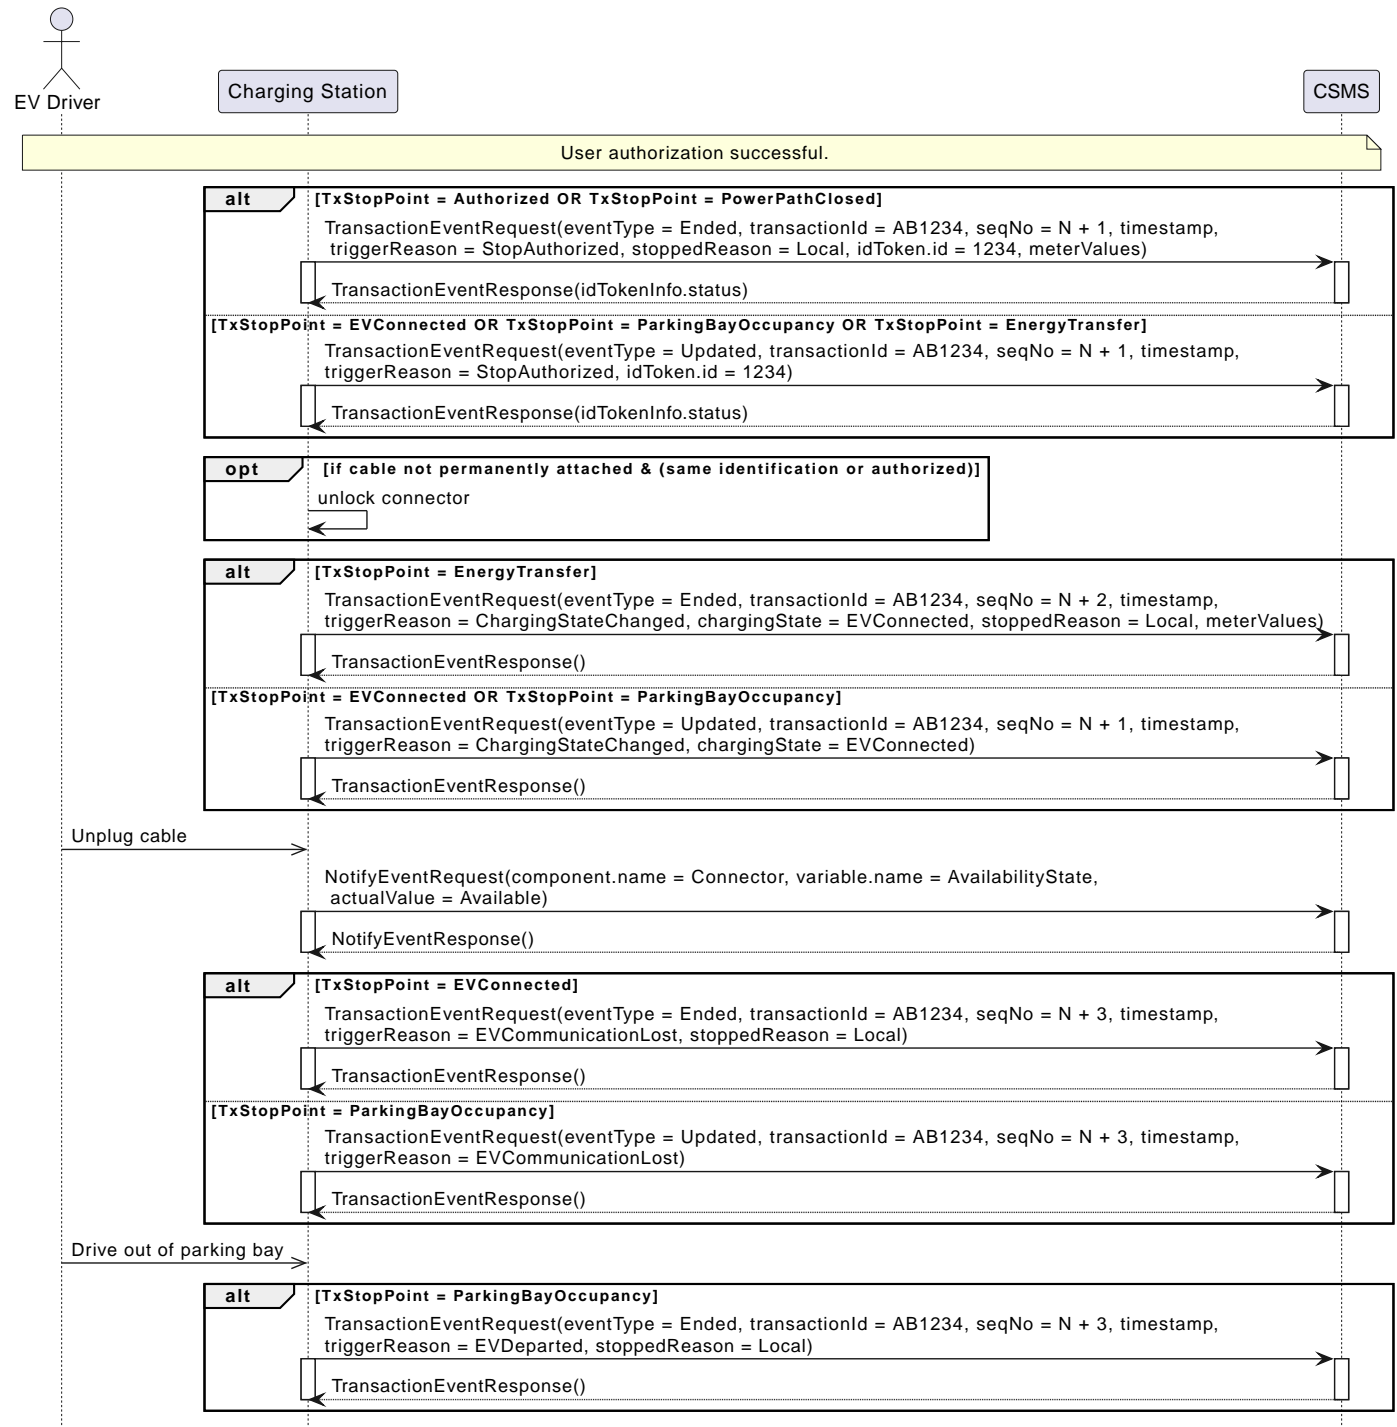 EV Driver
Charging Station
CSMS
User authorization successful.
alt
[TxStopPoint = Authorized OR TxStopPoint = PowerPathClosed]
TransactionEventRequest(eventType = Ended, transactionId = AB1234, seqNo = N + 1, timestamp,
triggerReason = StopAuthorized, stoppedReason = Local, idToken.id = 1234, meterValues)
TransactionEventResponse(idTokenInfo.status)
[TxStopPoint = EVConnected OR TxStopPoint = ParkingBayOccupancy OR TxStopPoint = EnergyTransfer]
TransactionEventRequest(eventType = Updated, transactionId = AB1234, seqNo = N + 1, timestamp,
triggerReason = StopAuthorized, idToken.id = 1234)
TransactionEventResponse(idTokenInfo.status)
opt
[if cable not permanently attached & (same identification or authorized)]
unlock connector
alt
[TxStopPoint = EnergyTransfer]
TransactionEventRequest(eventType = Ended, transactionId = AB1234, seqNo = N + 2, timestamp,
triggerReason = ChargingStateChanged, chargingState = EVConnected, stoppedReason = Local, meterValues)
TransactionEventResponse()
[TxStopPoint = EVConnected OR TxStopPoint = ParkingBayOccupancy]
TransactionEventRequest(eventType = Updated, transactionId = AB1234, seqNo = N + 1, timestamp,
triggerReason = ChargingStateChanged, chargingState = EVConnected)
TransactionEventResponse()
Unplug cable
NotifyEventRequest(component.name = Connector, variable.name = AvailabilityState,
actualValue = Available)
NotifyEventResponse()
alt
[TxStopPoint = EVConnected]
TransactionEventRequest(eventType = Ended, transactionId = AB1234, seqNo = N + 3, timestamp,
triggerReason = EVCommunicationLost, stoppedReason = Local)
TransactionEventResponse()
[TxStopPoint = ParkingBayOccupancy]
TransactionEventRequest(eventType = Updated, transactionId = AB1234, seqNo = N + 3, timestamp,
triggerReason = EVCommunicationLost)
TransactionEventResponse()
Drive out of parking bay
alt
[TxStopPoint = ParkingBayOccupancy]
TransactionEventRequest(eventType = Ended, transactionId = AB1234, seqNo = N + 3, timestamp,
triggerReason = EVDeparted, stoppedReason = Local)
TransactionEventResponse()